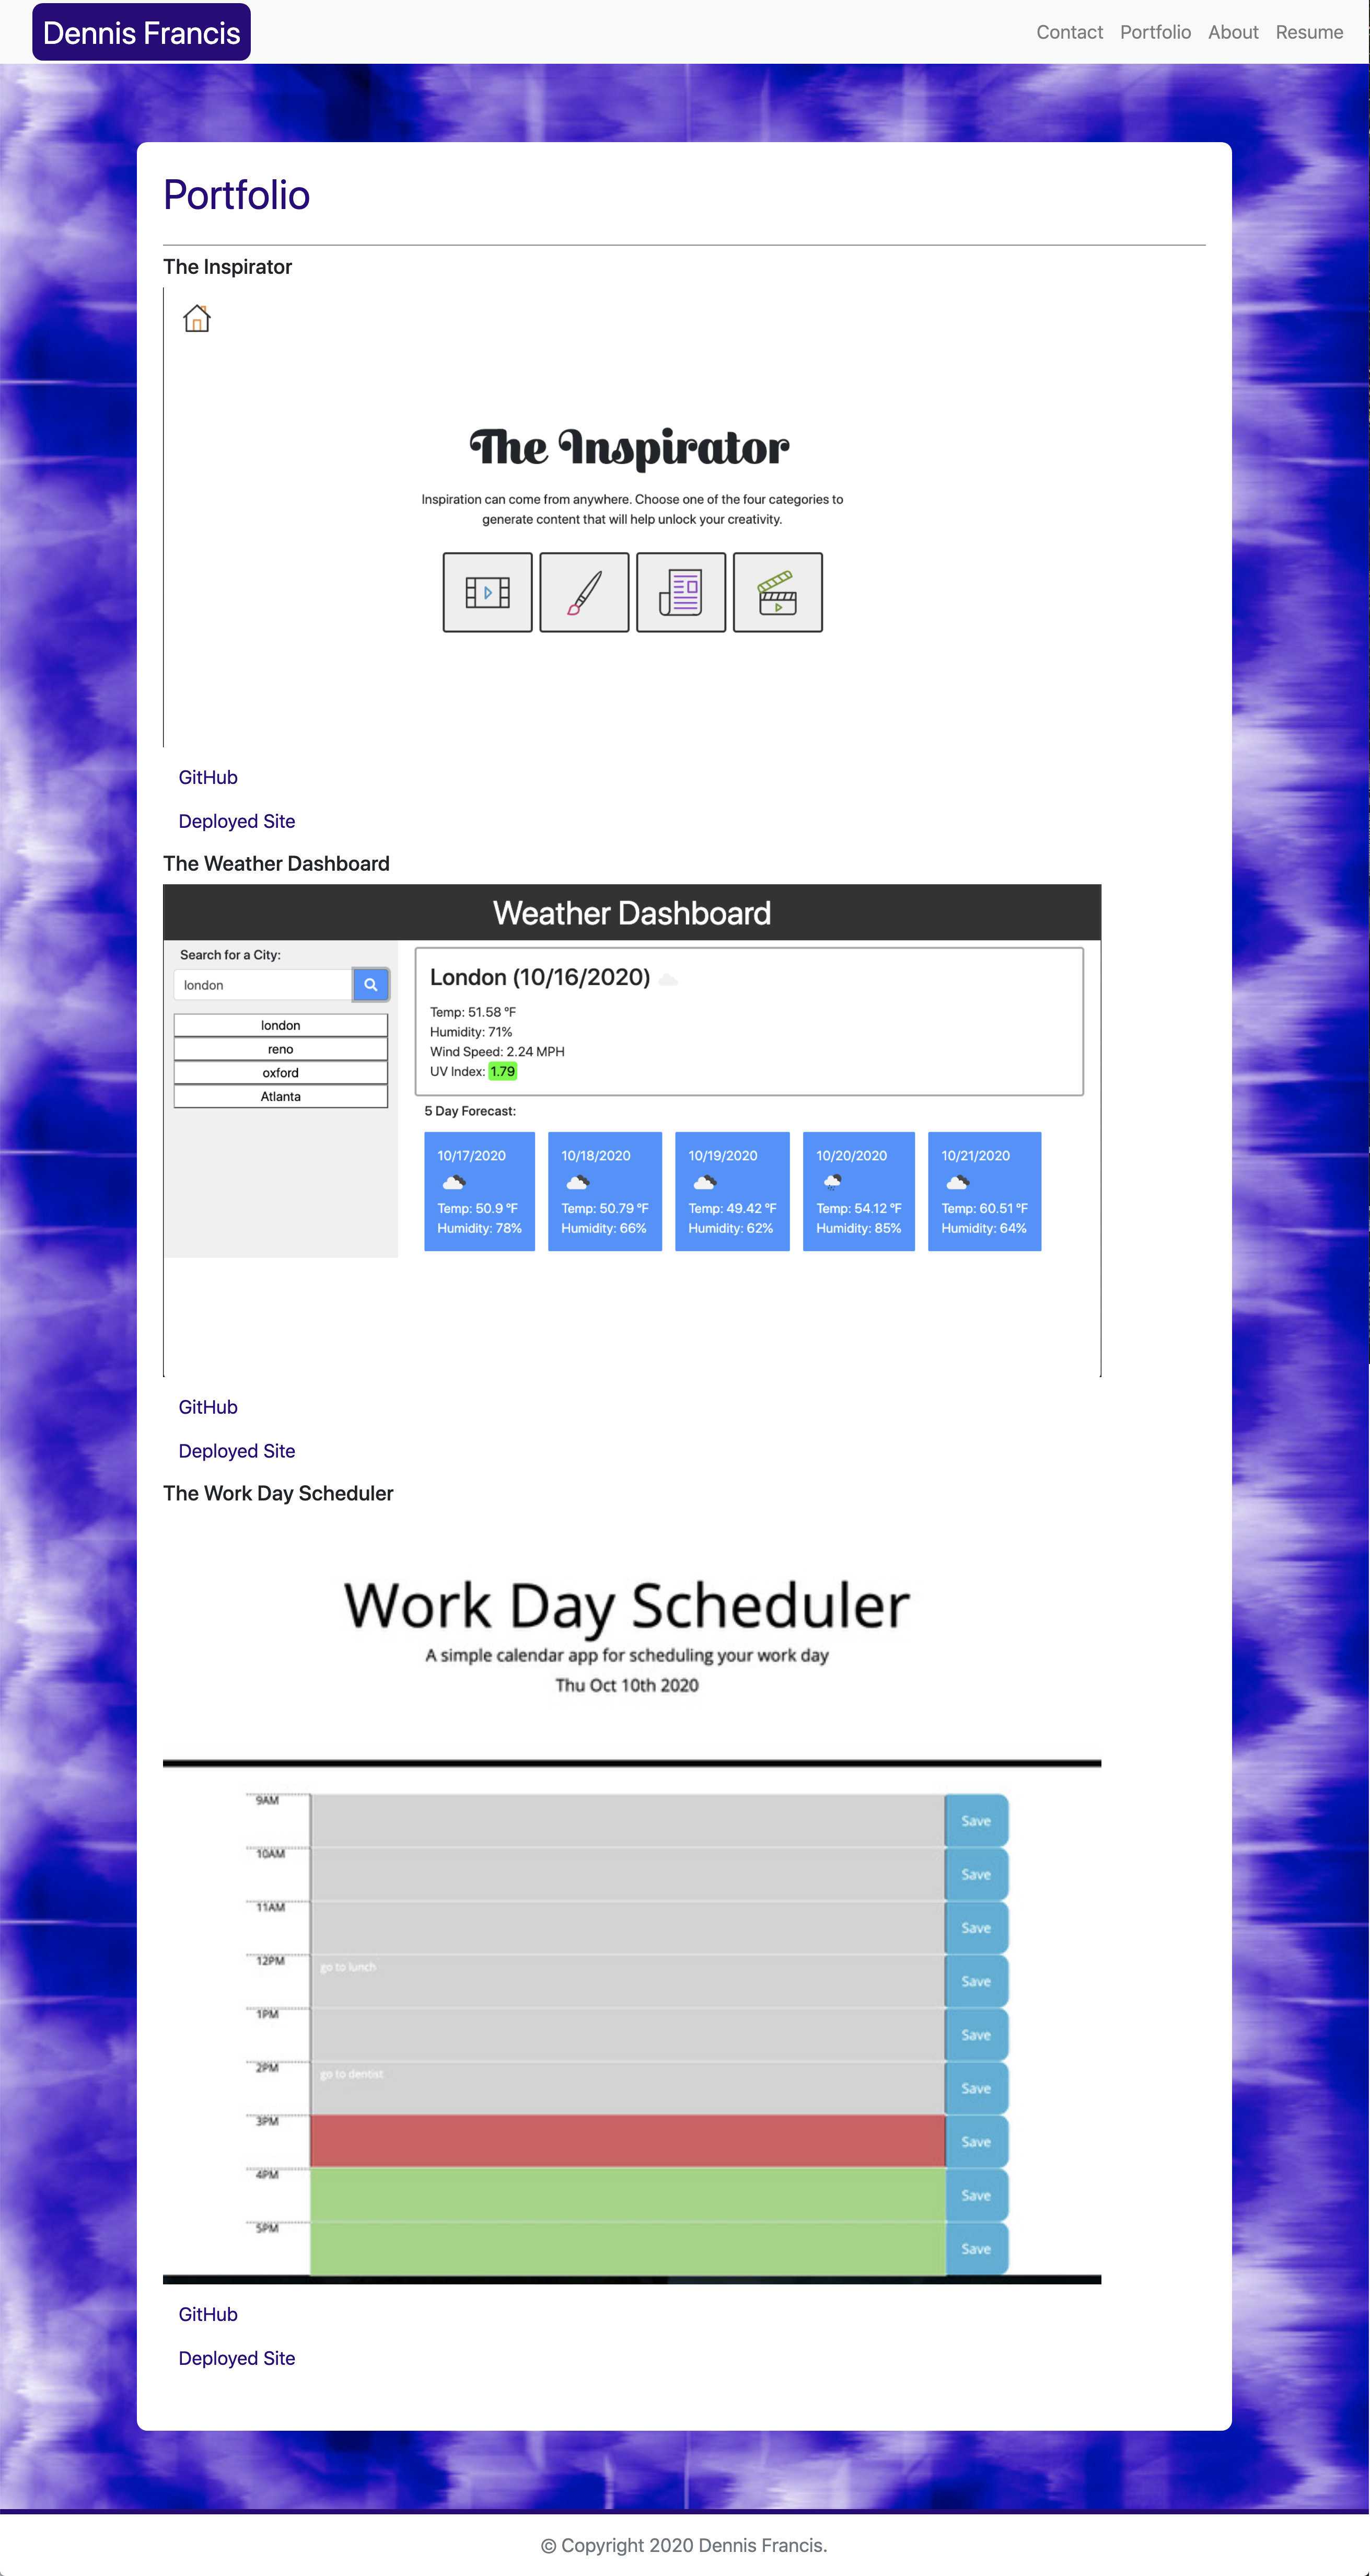 Dennis Francis
Contact Portfolio About Resume
Portfolio
The Inspirator
The Inspirator
Inspiration can come from anywhere. Choose one of the four categories to
generate content that will help unlock your creativity.
GitHub
Deployed Site
The Weather Dashboard
Weather Dashboard
Search for a City:
london
london
reno
oxford
Atlanta
London (10/16/2020)
Temp: 51.58 °F
Humidity: 71%
Wind Speed: 2.24 MPH
UV Index: 1.79
5 Day Forecast:
10/17/2020
Temp: 50.9 °F
Humidity: 78%
10/18/2020
Temp: 50.79 °F
Humidity: 66%
10/19/2020
Temp: 49.42 °F
Humidity: 62%
10/20/2020
Temp: 54.12 °F
Humidity: 85%
10/21/2020
Temp: 60.51 °F
Humidity: 64%
GitHub
Deployed Site
The Work Day Scheduler
Work Day Scheduler
A simple calendar app for scheduling your work day
Thu Oct 10th 2020
9AM Save
10AM Save
11AM Save
12PM go to lunch Save
1PM Save
2PM go to dentist Save
3PM Save
4PM Save
5PM Save
GitHub
Deployed Site
© Copyright 2020 Dennis Francis.